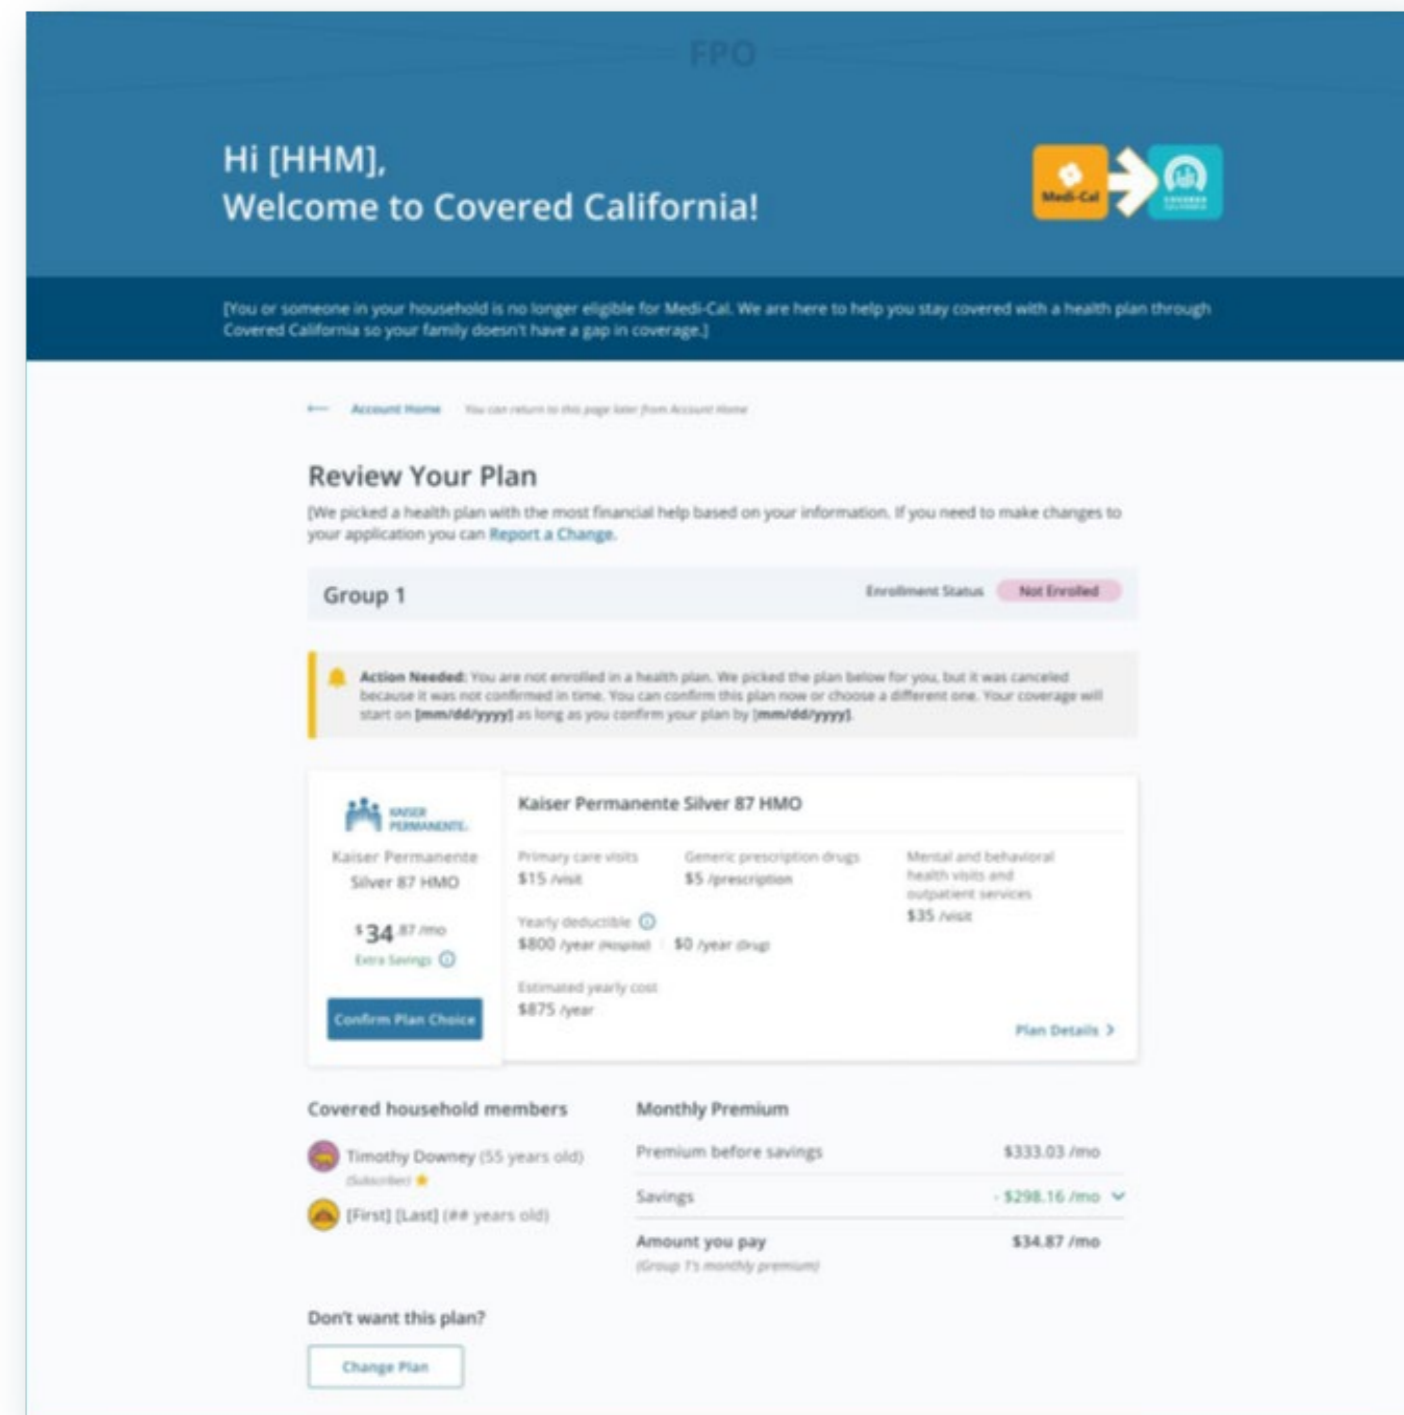 FPO
Hi [HHM],
Welcome to Covered California!
Medi-Cal
COVERED
CALIFORNIA
[You or someone in your household is no longer eligible for Medi-Cal. We are here to help you stay covered with a health plan through
Covered California so your family doesn't have a gap in coverage.]
Account Home You can return to this page later from Account Home
Review Your Plan
[We picked a health plan with the most financial help based on your information. If you need to make changes to
your application you can Report a Change.
Group 1
Enrollment Status Not Enrolled
Action Needed: You are not enrolled in a health plan. We picked the plan below for you, but it was canceled
because it was not confirmed in time. You can confirm this plan now or choose a different one. Your coverage will
start on [mm/dd/yyyy] as long as you confirm your plan by [mm/dd/yyyy].
KAISER
PERMANENTE.
Kaiser Permanente
Silver 87 HMO
$34.87 /mo
Extra Savings
Confirm Plan Choice
Kaiser Permanente Silver 87 HMO
Primary care visits
$15 /visit
Generic prescription drugs
$5 /prescription
Mental and behavioral
health visits and
outpatient services
$35 /visit
Yearly deductible
$800 /year (Hospital) | $0 /year (Drug)
Estimated yearly cost
$875 /year
Plan Details
Covered household members
Timothy Downey (55 years old)
(Subscriber)
[First] [Last] (## years old)
Monthly Premium
Premium before savings $333.03 /mo
Savings - $298.16 /mo
Amount you pay $34.87 /mo
(Group 1's monthly premium)
Don't want this plan?
Change Plan